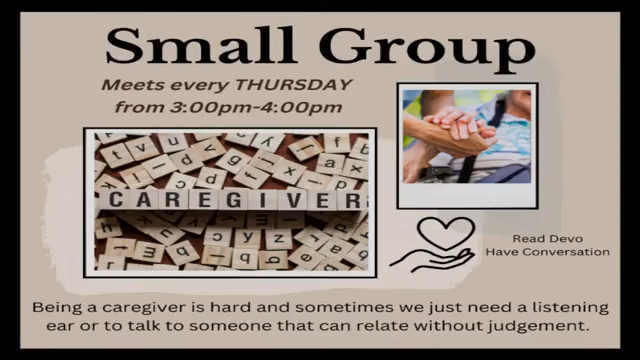 Small Group
Meets every THURSDAY
from 3:00pm-4:00pm
CAREGIVER
Read Devo
Have Conversation
Being a caregiver is hard and sometimes we just need a listening
ear or to talk to someone that can relate without judgement.